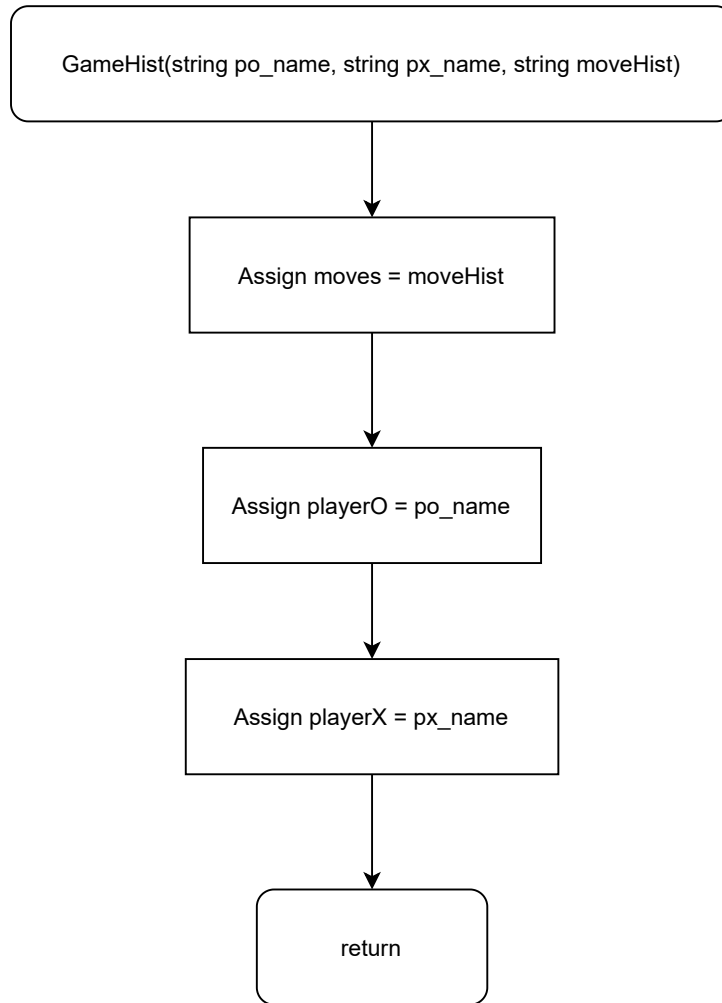 GameHist(string po_name, string px_name, string moveHist)
Assign moves = moveHist
Assign playerO = po_name
Assign playerX = px_name
return